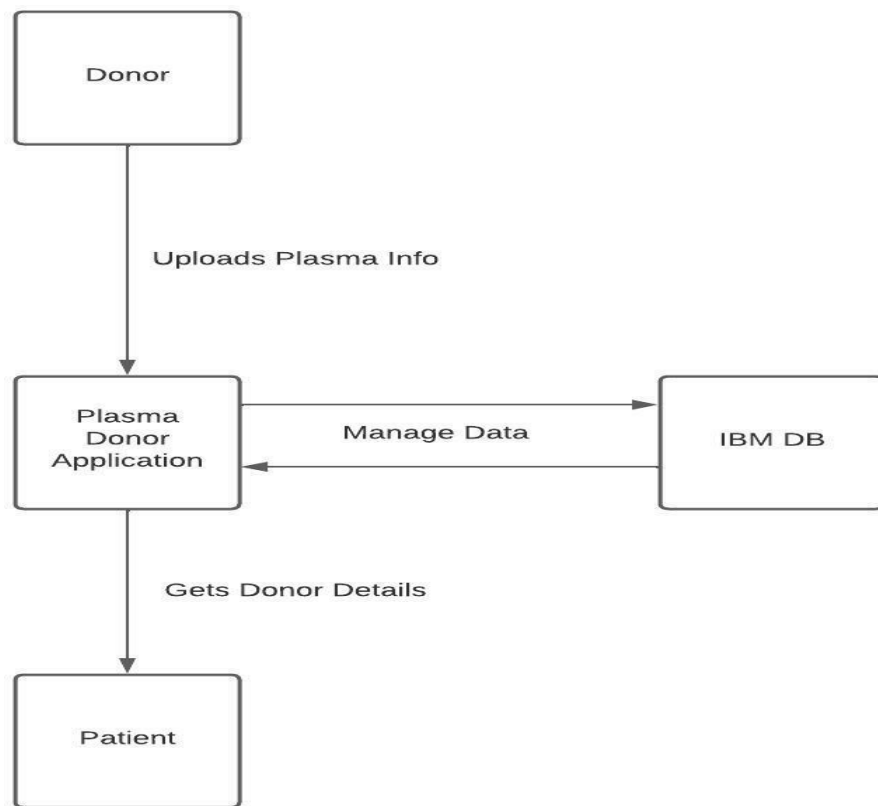 Donor
Uploads Plasma Info
Plasma
Donor
Application
Manage Data
IBM DB
Gets Donor Details
Patient